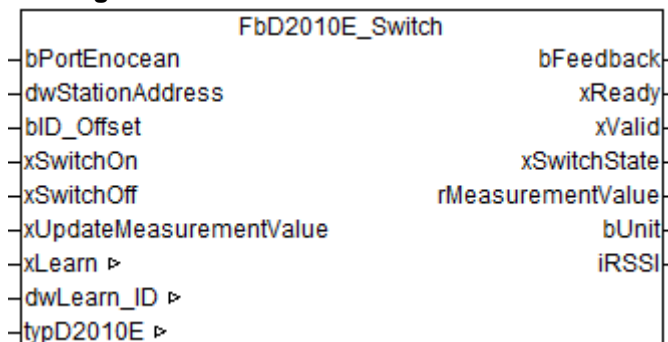 FbD2010E_Switch
bPortEnocean bFeedback
dwStationAddress xReady
bID_Offset xValid
xSwitchOn xSwitchState
xSwitchOff rMeasurementValue
xUpdateMeasurementValue bUnit
xLearn ▹ iRSSI
dwLearn_ID ▹
typD2010E ▹